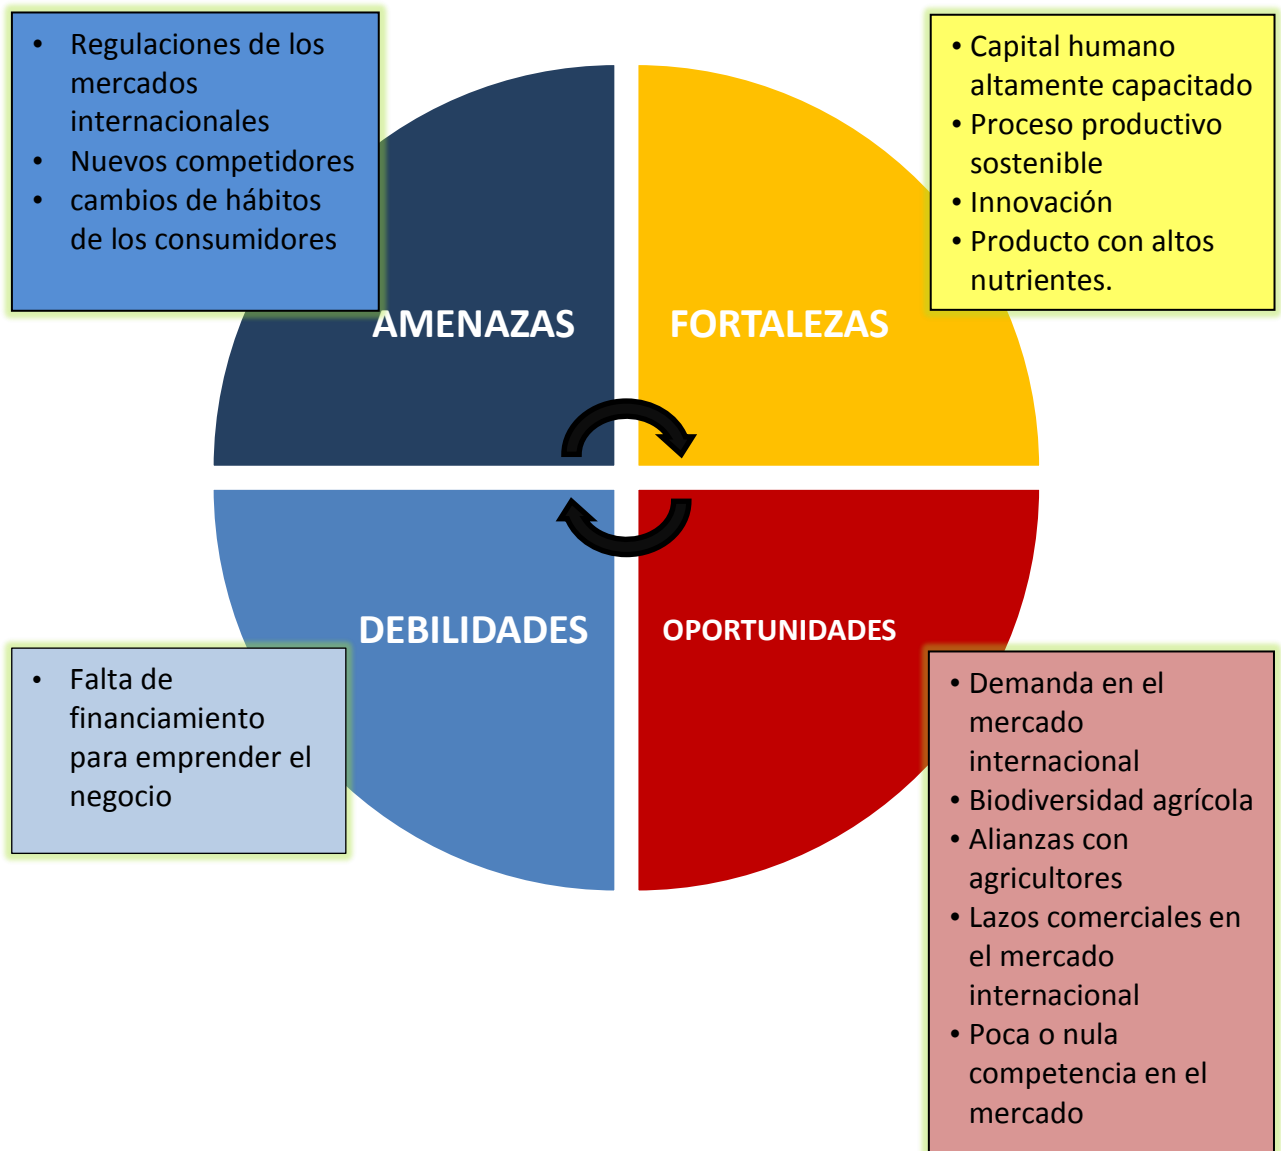 • Regulaciones de los
mercados
internacionales
• Nuevos competidores
• cambios de hábitos
de los consumidores
• Capital humano
altamente capacitado
• Proceso productivo
sostenible
• Innovación
• Producto con altos
nutrientes.
AMENAZAS
FORTALEZAS
DEBILIDADES
OPORTUNIDADES
• Falta de
financiamiento
para emprender el
negocio
• Demanda en el
mercado
internacional
• Biodiversidad agrícola
• Alianzas con
agricultores
• Lazos comerciales en
el mercado
internacional
• Poca o nula
competencia en el
mercado